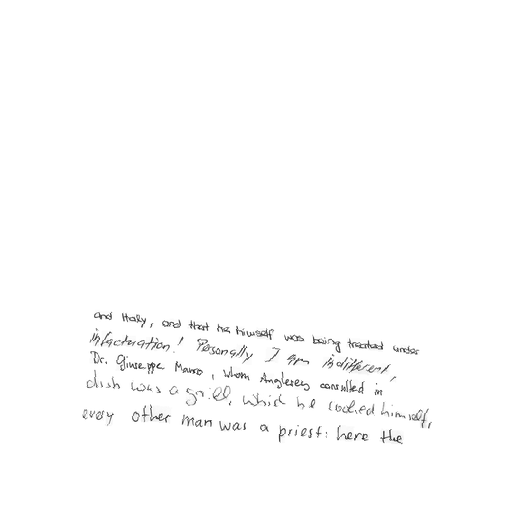 and Italy, and that he himself was being treated under
infactuation! Personally I am indifferent,
Dr. Giuseppe Mauro, whom Anglesey consulted in
dish was a grill, which he cooked himself,
every other man was a priest: here the